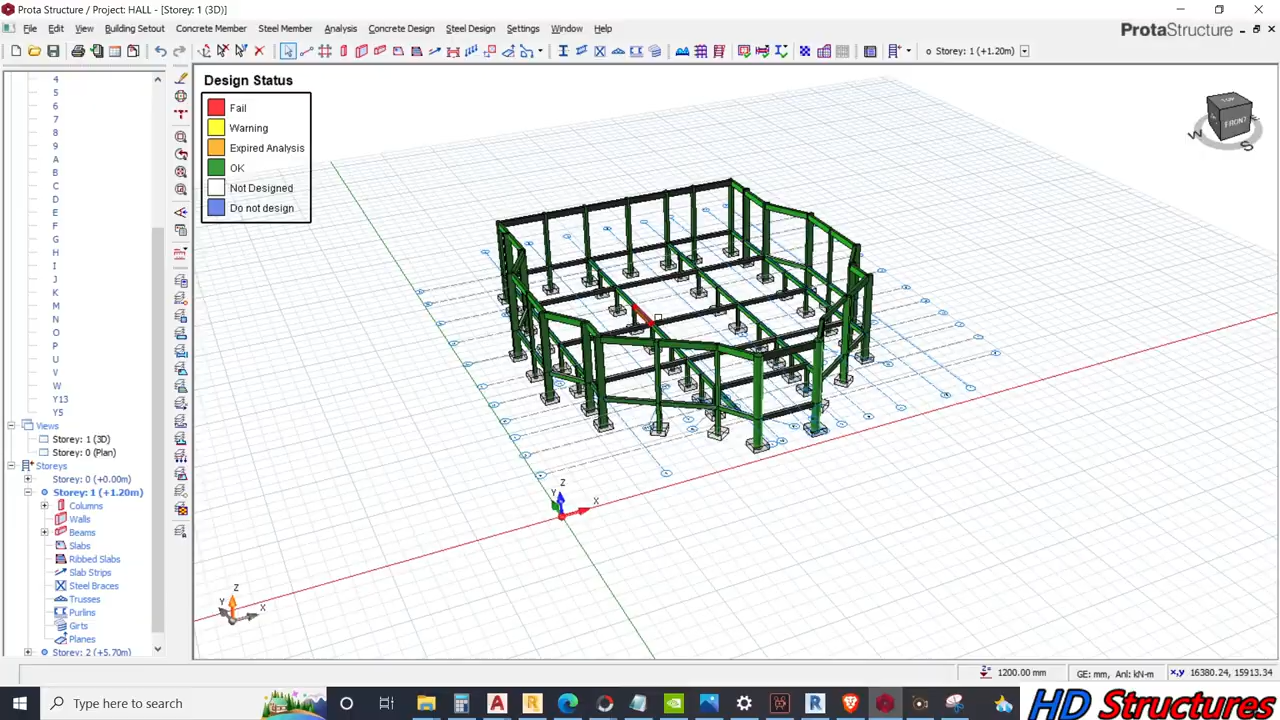 Prota Structure / Project: HALL - [Storey: 1 (3D)]
File Edit View Building Setout Concrete Member Steel Member Analysis Concrete Design Steel Design Settings Window Help
ProtaStructure
Storey: 1 (+1.20m)
Design Status
Fail
Warning
Expired Analysis
OK
Not Designed
Do not design
TOP
FRONT
W
S
4
5
6
7
8
9
A
B
C
D
E
F
G
H
I
J
K
M
N
O
P
U
V
W
Y13
Y5
Views
Storey: 1 (3D)
Storey: 0 (Plan)
Storeys
Storey: 0 (+0.00m)
Storey: 1 (+1.20m)
Columns
Walls
Beams
Slabs
Ribbed Slabs
Slab Strips
Steel Braces
Trusses
Purlins
Girts
Planes
Storey: 2 (+5.70m)
Z
Y
X
Z
Y
X
1200.00 mm
GE: mm, Anl: kN-m
x,y 16380.24, 15913.34
Type here to search
HD Structures